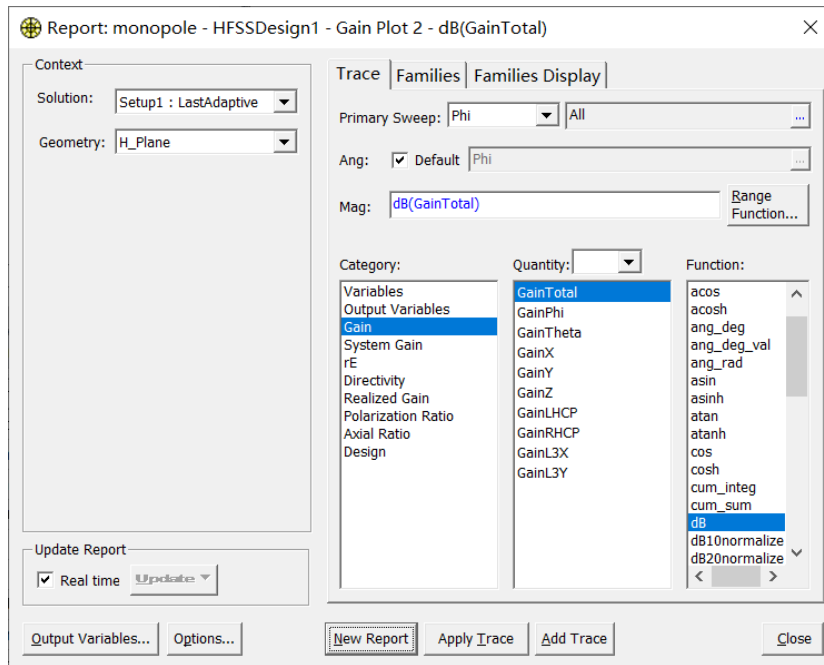 Report: monopole - HFSSDesign1 - Gain Plot 2 - dB(GainTotal)
Context
Solution: Setup1 : LastAdaptive
Geometry: H_Plane
Update Report
Real time Update
Output Variables... Options...
Trace Families Families Display
Primary Sweep: Phi All ...
Ang: Default Phi ...
Mag: dB(GainTotal) Range Function...
Category:
Variables
Output Variables
Gain
System Gain
rE
Directivity
Realized Gain
Polarization Ratio
Axial Ratio
Design
Quantity:
GainTotal
GainPhi
GainTheta
GainX
GainY
GainZ
GainLHCP
GainRHCP
GainL3X
GainL3Y
Function:
acos
acosh
ang_deg
ang_deg_val
ang_rad
asin
asinh
atan
atanh
cos
cosh
cum_integ
cum_sum
dB
dB10normalize
dB20normalize
New Report Apply Trace Add Trace Close